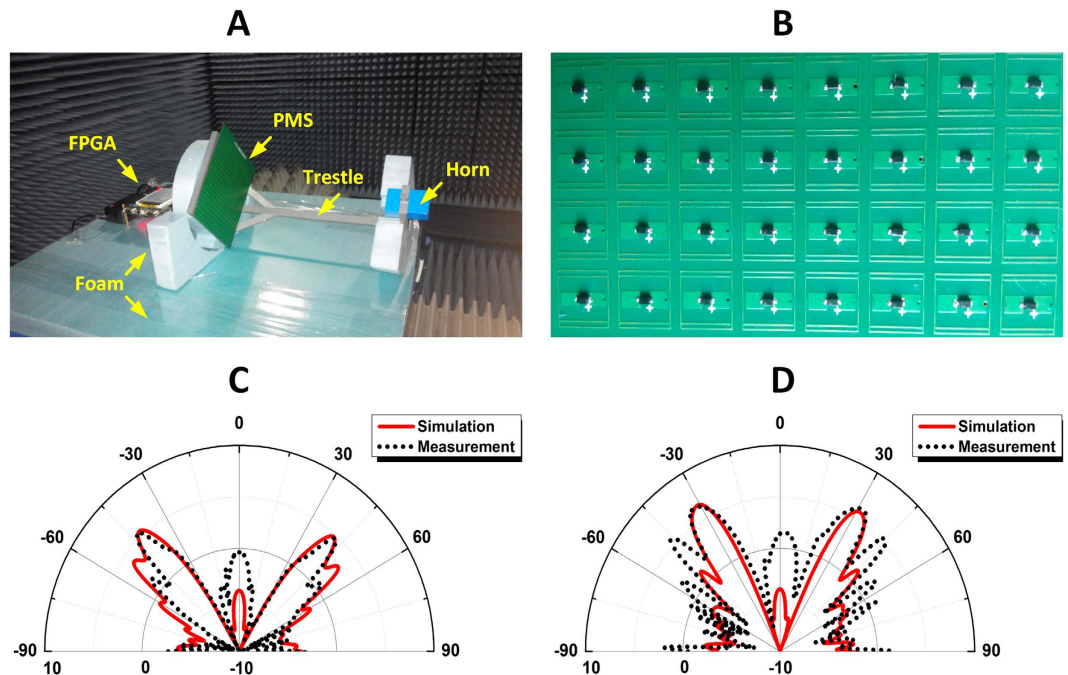 A
B
FPGA
PMS
Trestle
Horn
Foam
C
D
Simulation
Measurement
0
-30
30
-60
60
-90
90
10
0
-10
Simulation
Measurement
0
-30
30
-60
60
-90
90
10
0
-10